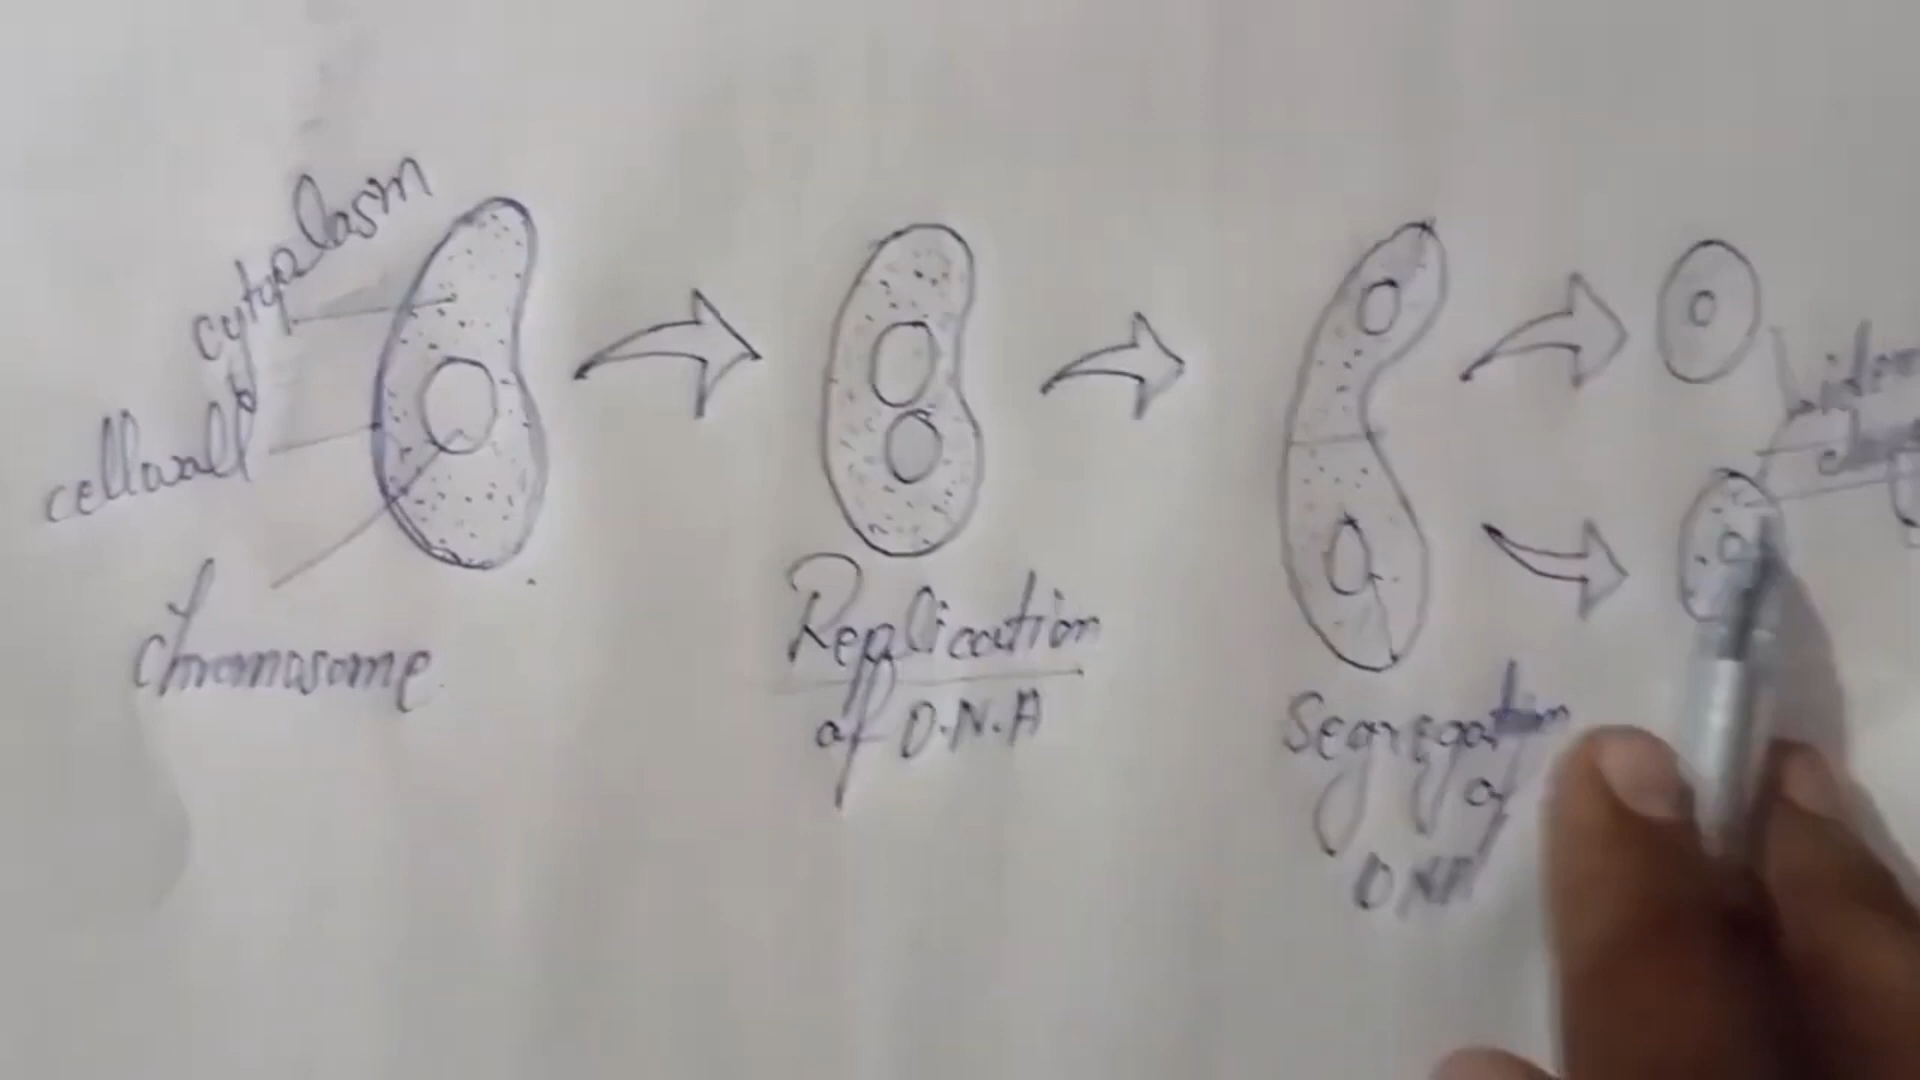 cytoplasm
cellwall
chromosome
Replication
of D.N.A
Segregation
of
DNA